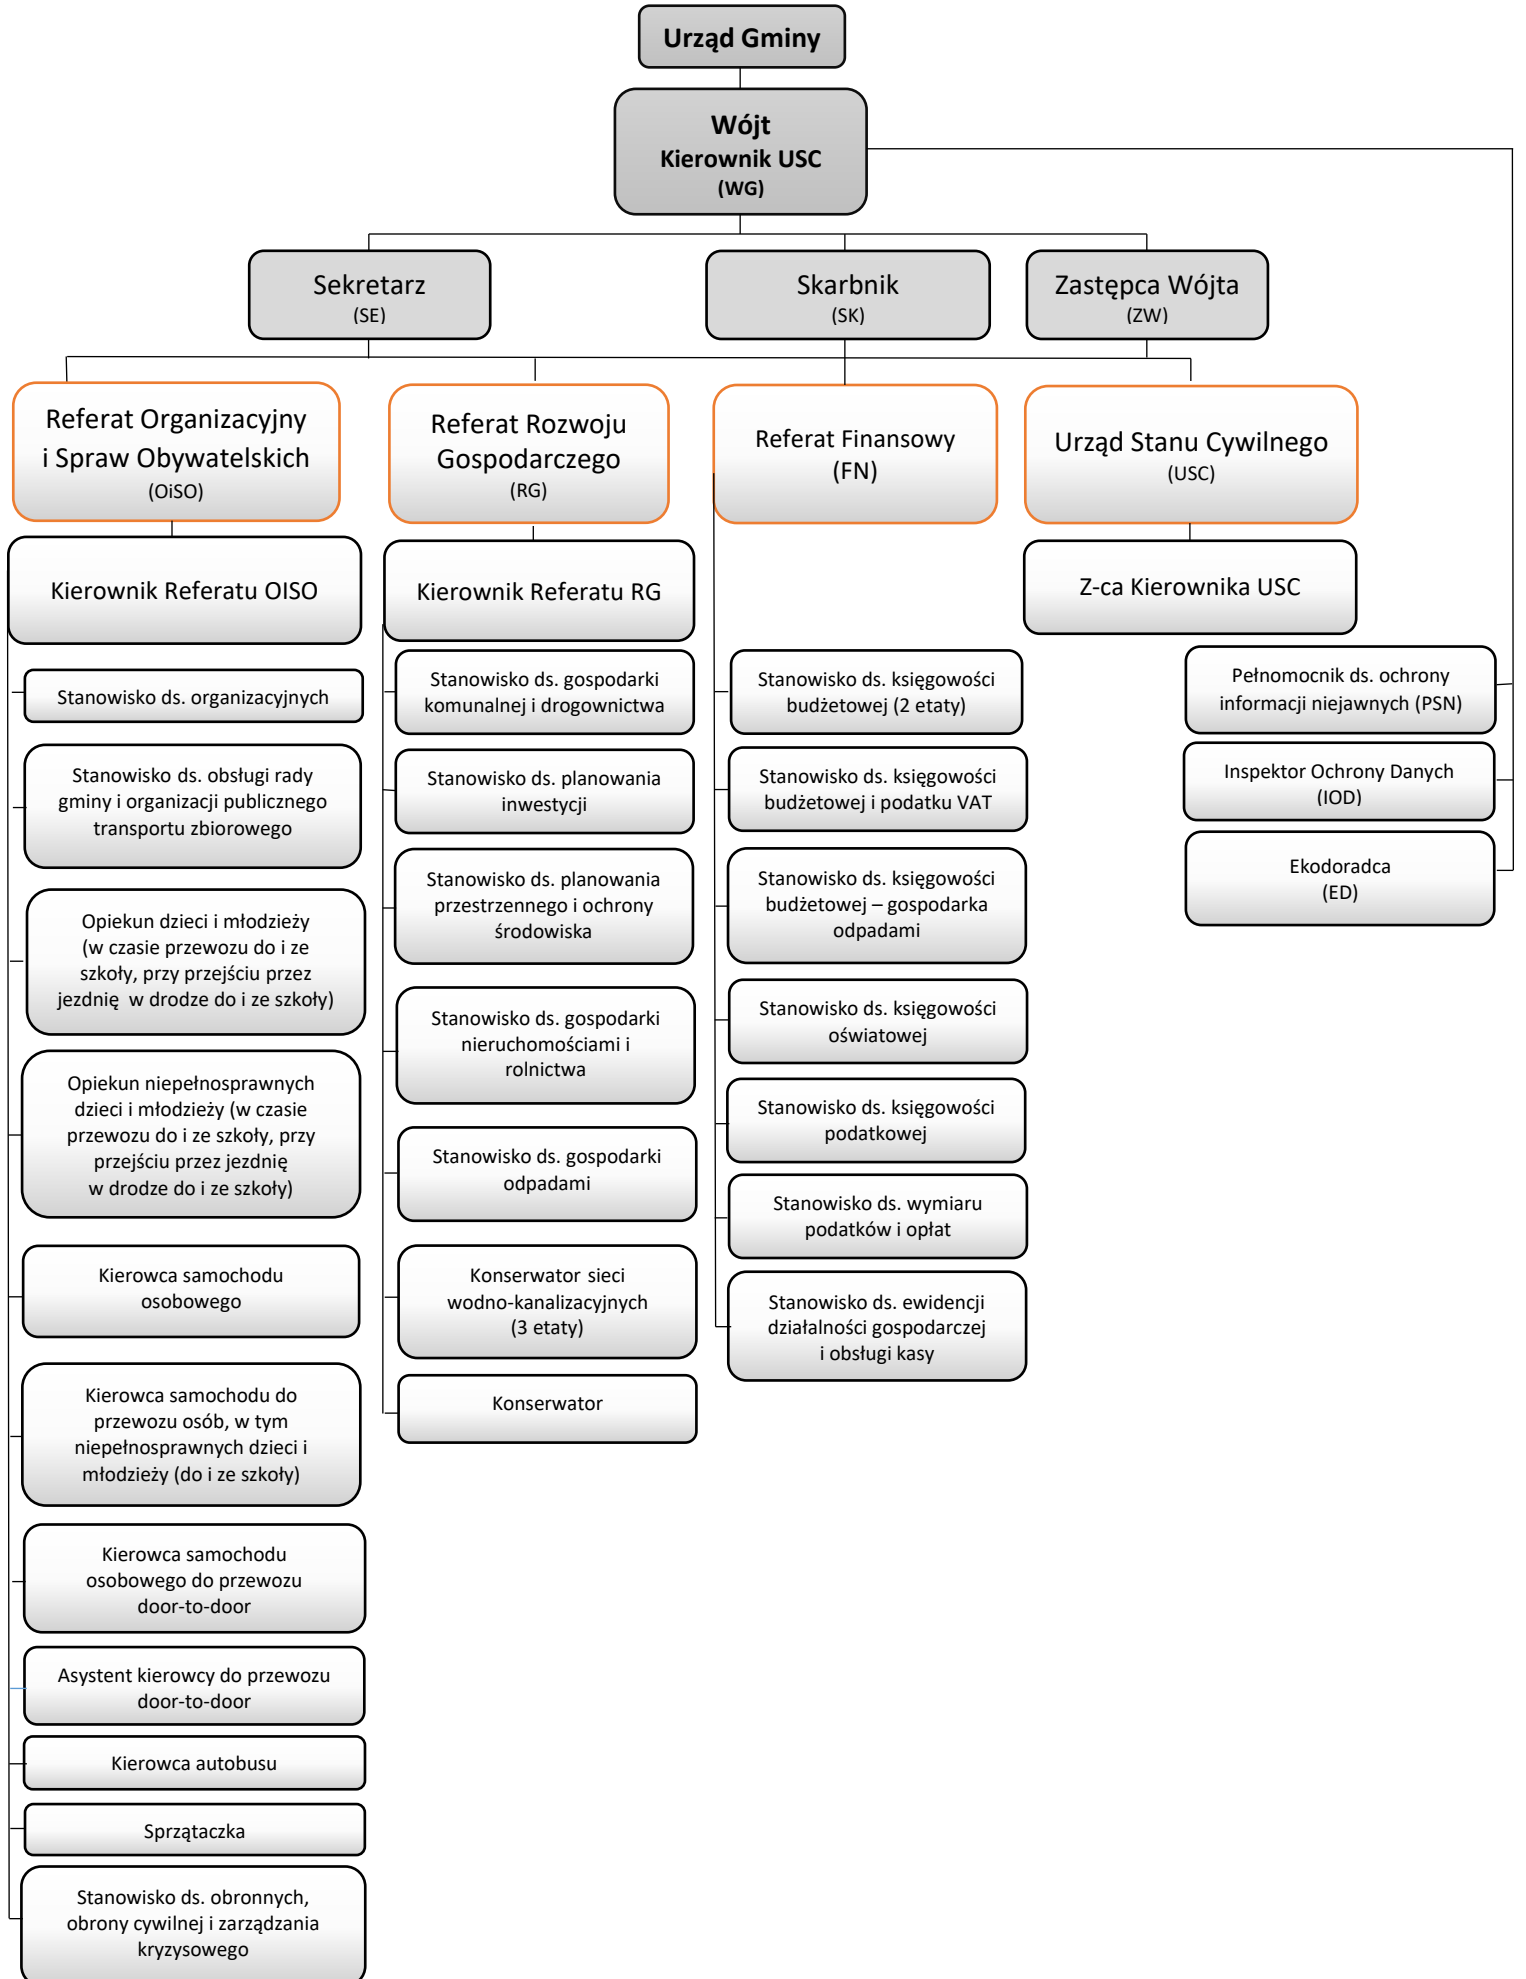 Urząd Gminy
Wójt
Kierownik USC
(WG)
Sekretarz
(SE)
Skarbnik
(SK)
Zastępca Wójta
(ZW)
Referat Organizacyjny
i Spraw Obywatelskich
(OiSO)
Referat Rozwoju
Gospodarczego
(RG)
Referat Finansowy
(FN)
Urząd Stanu Cywilnego
(USC)
Kierownik Referatu OISO
Stanowisko ds. organizacyjnych
Stanowisko ds. obsługi rady
gminy i organizacji publicznego
transportu zbiorowego
Opiekun dzieci i młodzieży
(w czasie przewozu do i ze
szkoły, przy przejściu przez
jezdnię w drodze do i ze szkoły)
Opiekun niepełnosprawnych
dzieci i młodzieży (w czasie
przewozu do i ze szkoły, przy
przejściu przez jezdnię
w drodze do i ze szkoły)
Kierowca samochodu
osobowego
Kierowca samochodu do
przewozu osób, w tym
niepełnosprawnych dzieci i
młodzieży (do i ze szkoły)
Kierowca samochodu
osobowego do przewozu
door-to-door
Asystent kierowcy do przewozu
door-to-door
Kierowca autobusu
Sprzątaczka
Stanowisko ds. obronnych,
obrony cywilnej i zarządzania
kryzysowego
Kierownik Referatu RG
Stanowisko ds. gospodarki
komunalnej i drogownictwa
Stanowisko ds. planowania
inwestycji
Stanowisko ds. planowania
przestrzennego i ochrony
środowiska
Stanowisko ds. gospodarki
nieruchomościami i
rolnictwa
Stanowisko ds. gospodarki
odpadami
Konserwator sieci
wodno-kanalizacyjnych
(3 etaty)
Konserwator
Stanowisko ds. księgowości
budżetowej (2 etaty)
Stanowisko ds. księgowości
budżetowej i podatku VAT
Stanowisko ds. księgowości
budżetowej – gospodarka
odpadami
Stanowisko ds. księgowości
oświatowej
Stanowisko ds. księgowości
podatkowej
Stanowisko ds. wymiaru
podatków i opłat
Stanowisko ds. ewidencji
działalności gospodarczej
i obsługi kasy
Z-ca Kierownika USC
Pełnomocnik ds. ochrony
informacji niejawnych (PSN)
Inspektor Ochrony Danych
(IOD)
Ekodoradca
(ED)